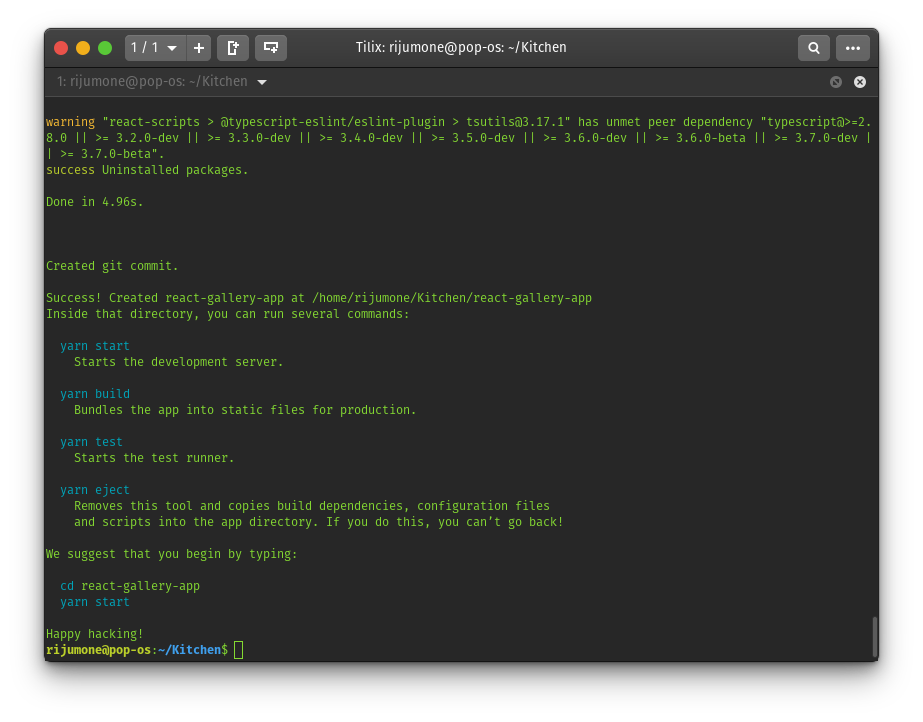 1 / 1
Tilix: rijumone@pop-os: ~/Kitchen
1: rijumone@pop-os: ~/Kitchen
warning "react-scripts > @typescript-eslint/eslint-plugin > tsutils@3.17.1" has unmet peer dependency "typescript@>=2.
8.0 || >= 3.2.0-dev || >= 3.3.0-dev || >= 3.4.0-dev || >= 3.5.0-dev || >= 3.6.0-dev || >= 3.6.0-beta || >= 3.7.0-dev |
| >= 3.7.0-beta".
success Uninstalled packages.
Done in 4.96s.
Created git commit.
Success! Created react-gallery-app at /home/rijumone/Kitchen/react-gallery-app
Inside that directory, you can run several commands:
yarn start
Starts the development server.
yarn build
Bundles the app into static files for production.
yarn test
Starts the test runner.
yarn eject
Removes this tool and copies build dependencies, configuration files
and scripts into the app directory. If you do this, you can’t go back!
We suggest that you begin by typing:
cd react-gallery-app
yarn start
Happy hacking!
rijumone@pop-os:~/Kitchen$